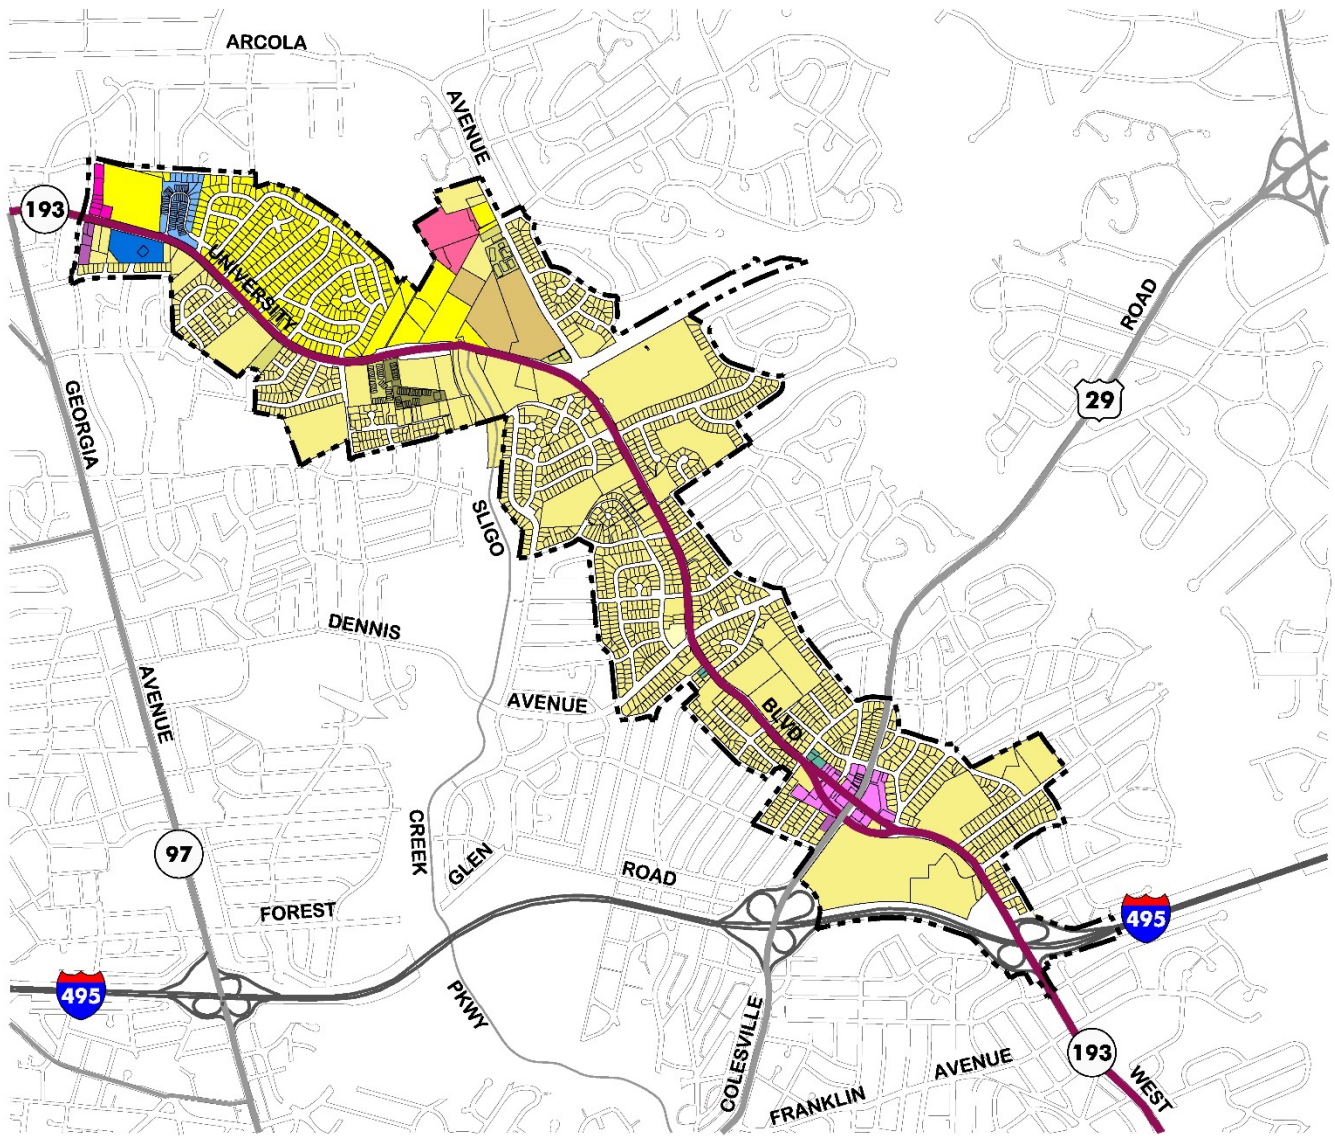 ARCOLA
AVENUE
193
UNIVERSITY
ROAD
29
GEORGIA
SLIGO
DENNIS
AVENUE
AVENUE
BLVD
97
CREEK
GLEN
ROAD
FOREST
495
495
PKWY
COLESVILLE
193
AVENUE
WEST
FRANKLIN